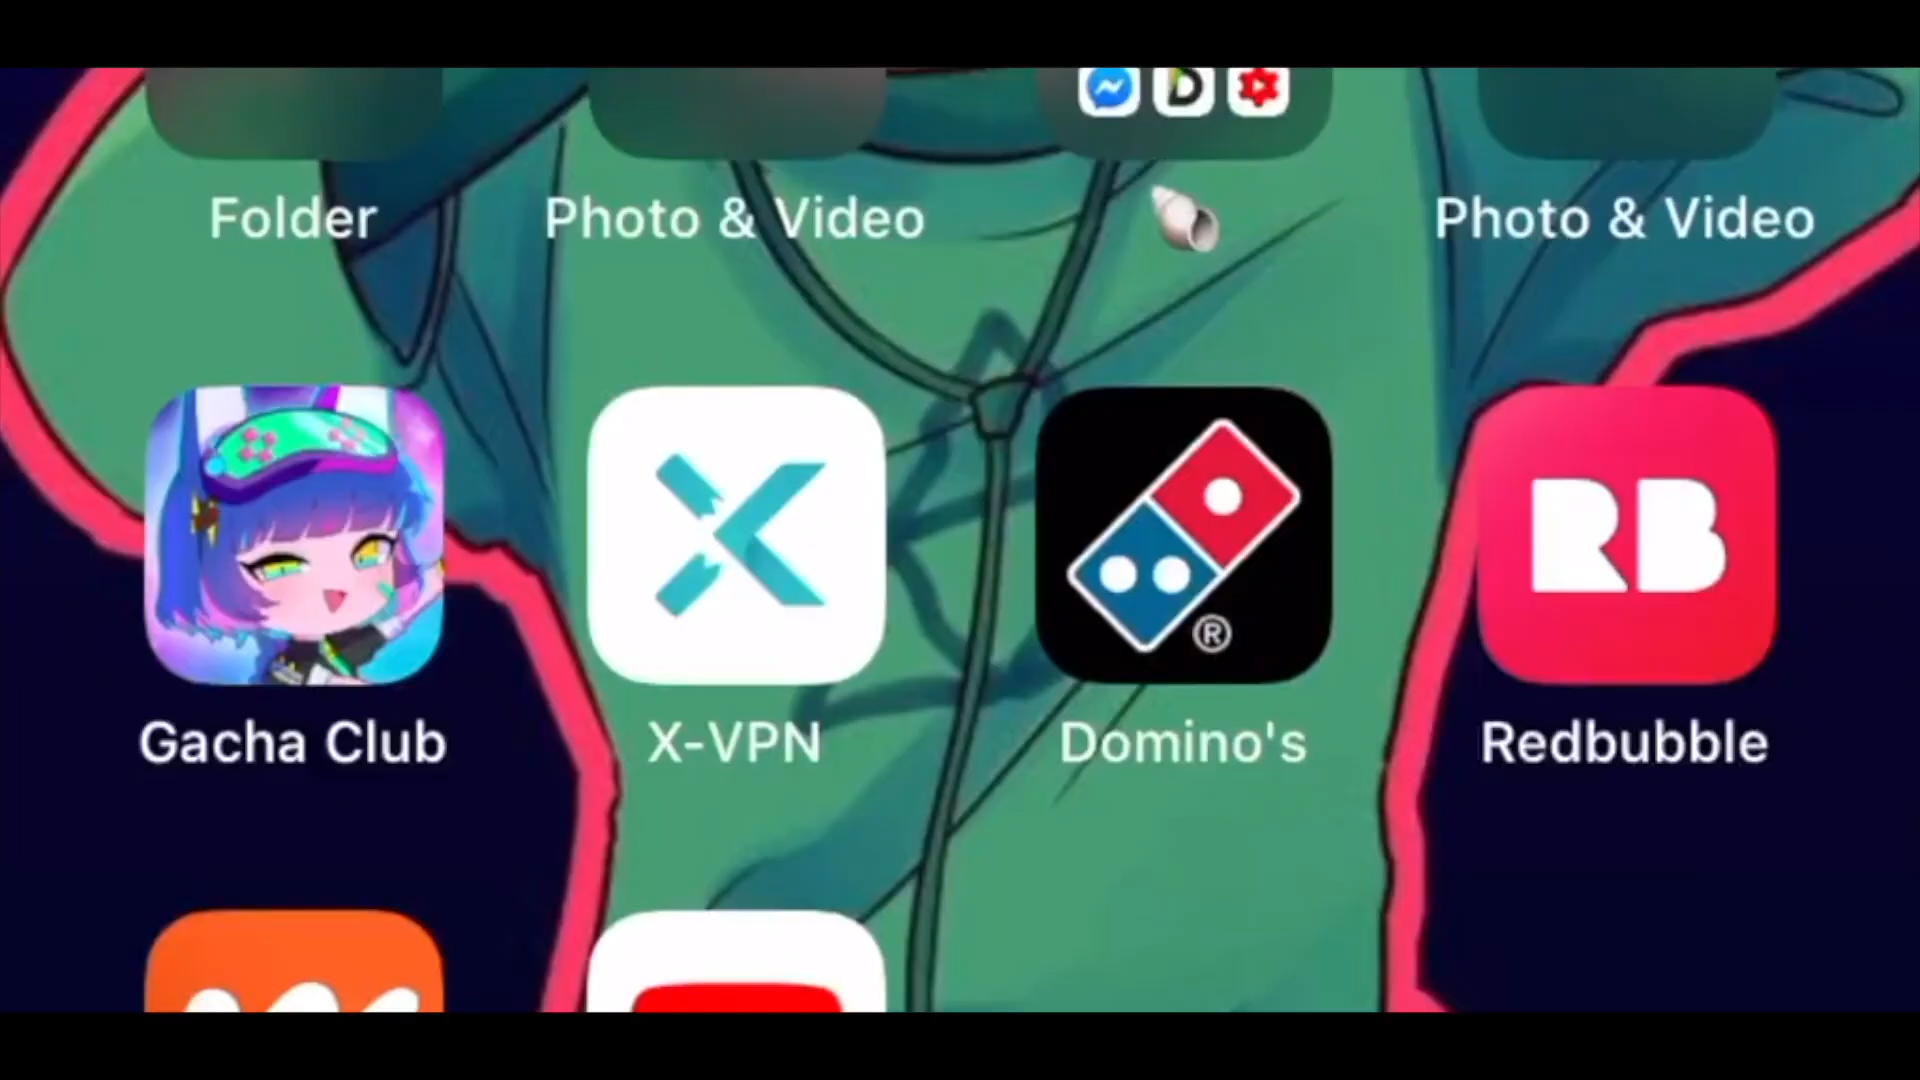 D
Folder
Photo & Video
🐚
Photo & Video
®
RB
Gacha Club
X-VPN
Domino's
Redbubble